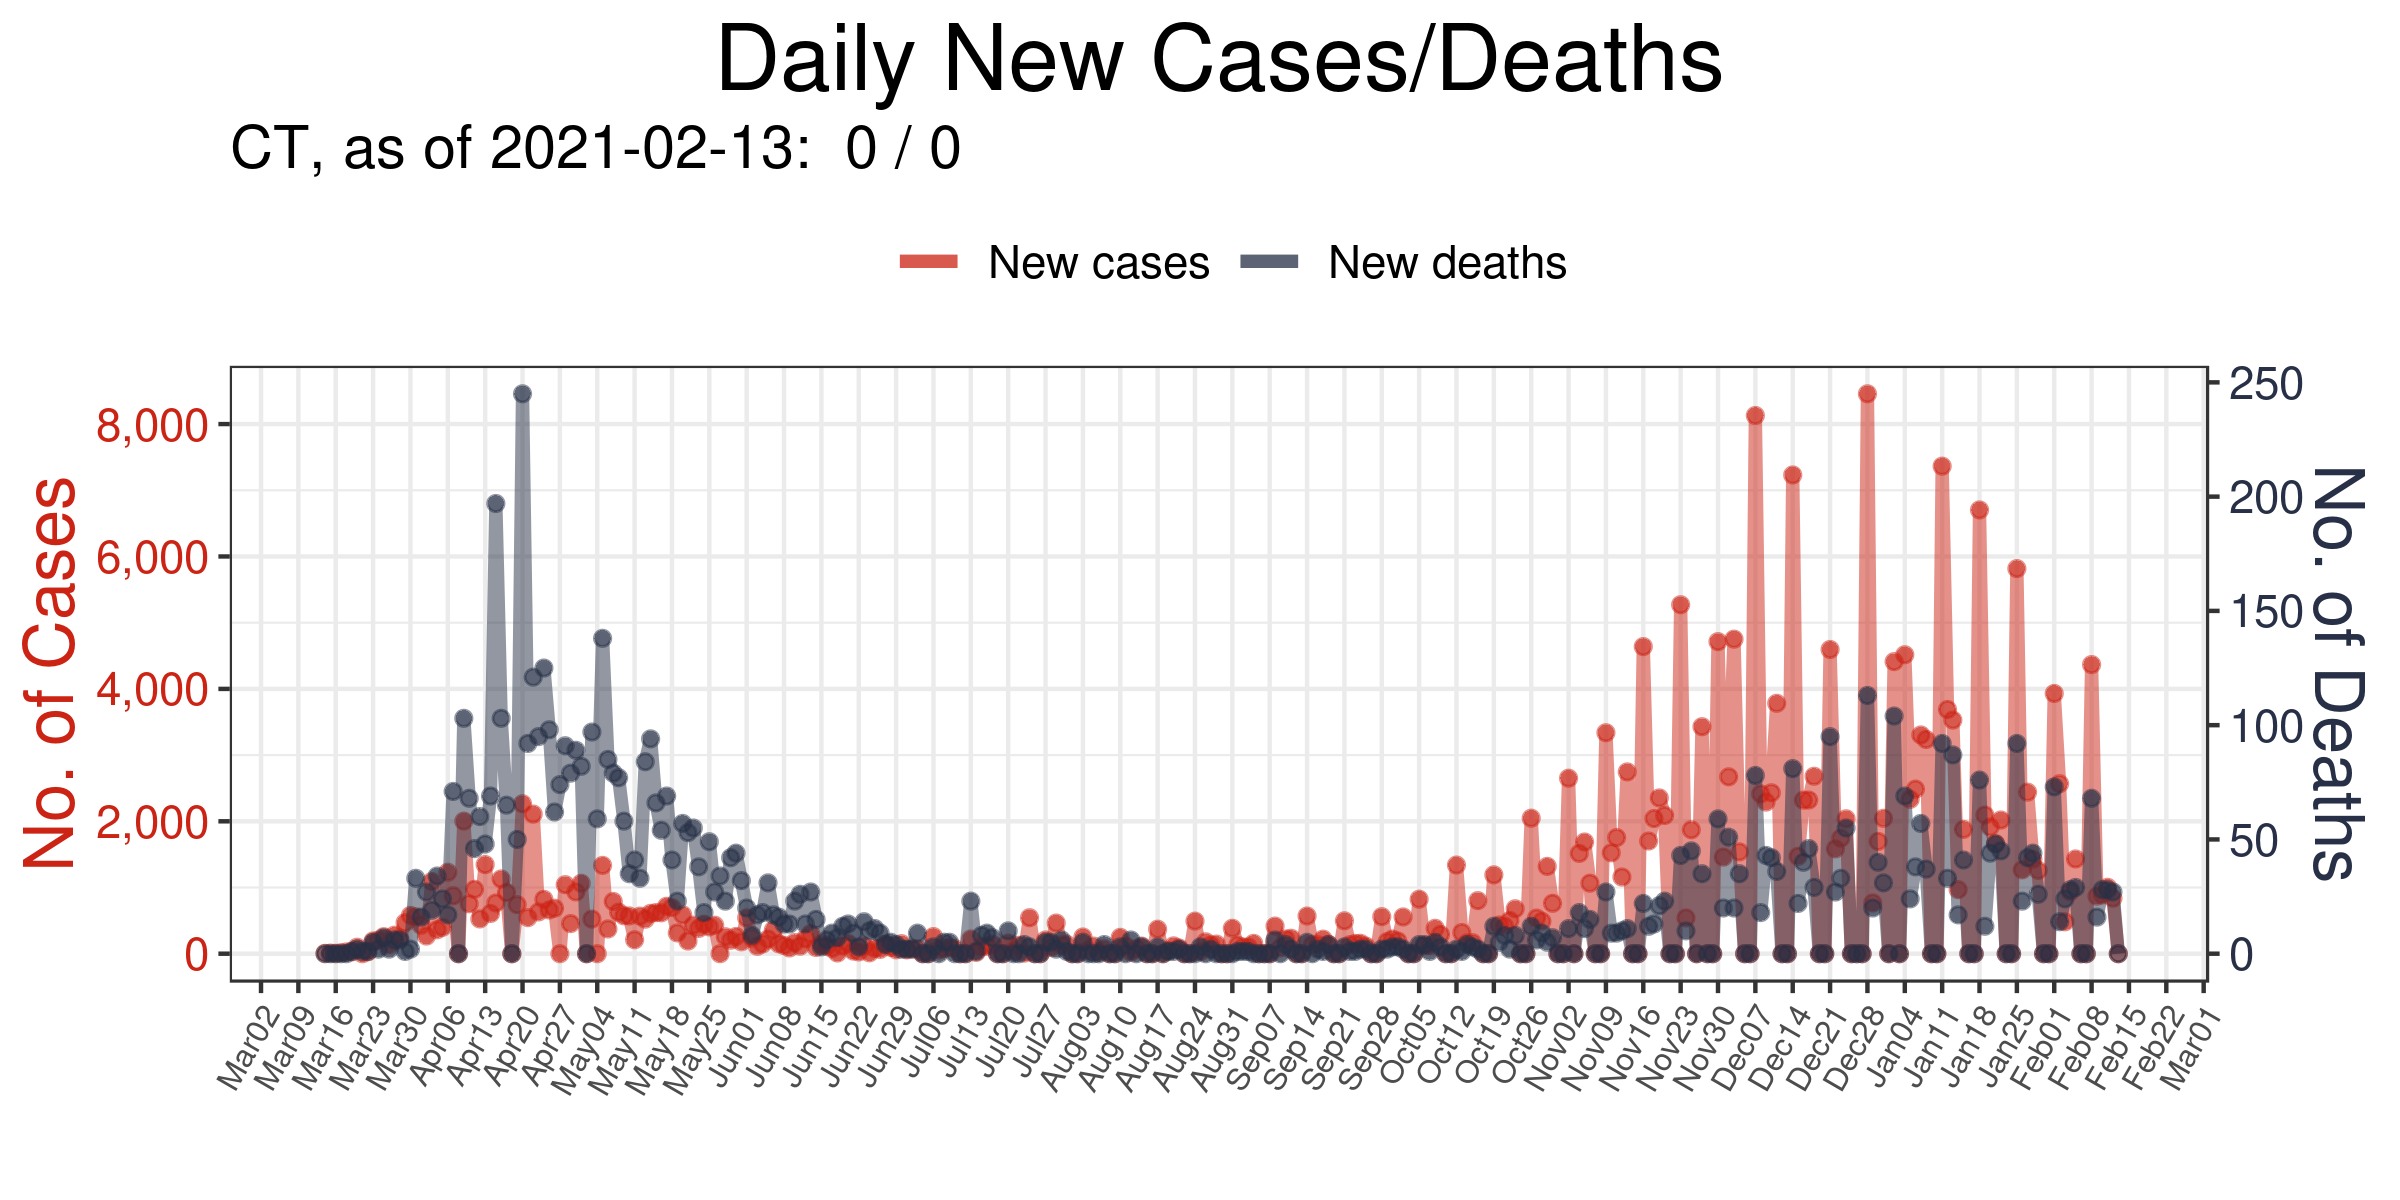 Daily New Cases/Deaths
CT, as of 2021-02-13:  0 / 0
New cases
New deaths
No. of Cases
8,000
6,000
4,000
2,000
0
250
200
150
100
50
0
No. of Deaths
Mar02
Mar09
Mar16
Mar23
Mar30
Apr06
Apr13
Apr20
Apr27
May04
May11
May18
May25
Jun01
Jun08
Jun15
Jun22
Jun29
Jul06
Jul13
Jul20
Jul27
Aug03
Aug10
Aug17
Aug24
Aug31
Sep07
Sep14
Sep21
Sep28
Oct05
Oct12
Oct19
Oct26
Nov02
Nov09
Nov16
Nov23
Nov30
Dec07
Dec14
Dec21
Dec28
Jan04
Jan11
Jan18
Jan25
Feb01
Feb08
Feb15
Feb22
Mar01